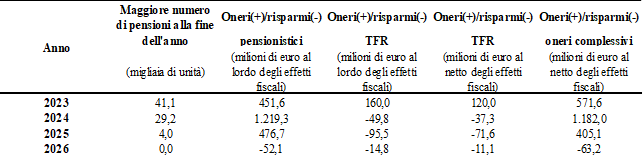 Anno	Maggiore numero di pensioni alla fine dell'anno	Oneri(+)/risparmi(-) pensionistici	Oneri(+)/risparmi(-) TFR	Oneri(+)/risparmi(-) TFR	Oneri(+)/risparmi(-) oneri complessivi
(migliaia di unità)	(milioni di euro al lordo degli effetti fiscali)	(milioni di euro al lordo degli effetti fiscali)	(milioni di euro al netto degli effetti fiscali)	(milioni di euro al netto degli effetti fiscali)
2023	41,1	451,6	160,0	120,0	571,6
2024	29,2	1.219,3	-49,8	-37,3	1.182,0
2025	4,0	476,7	-95,5	-71,6	405,1
2026	0,0	-52,1	-14,8	-11,1	-63,2